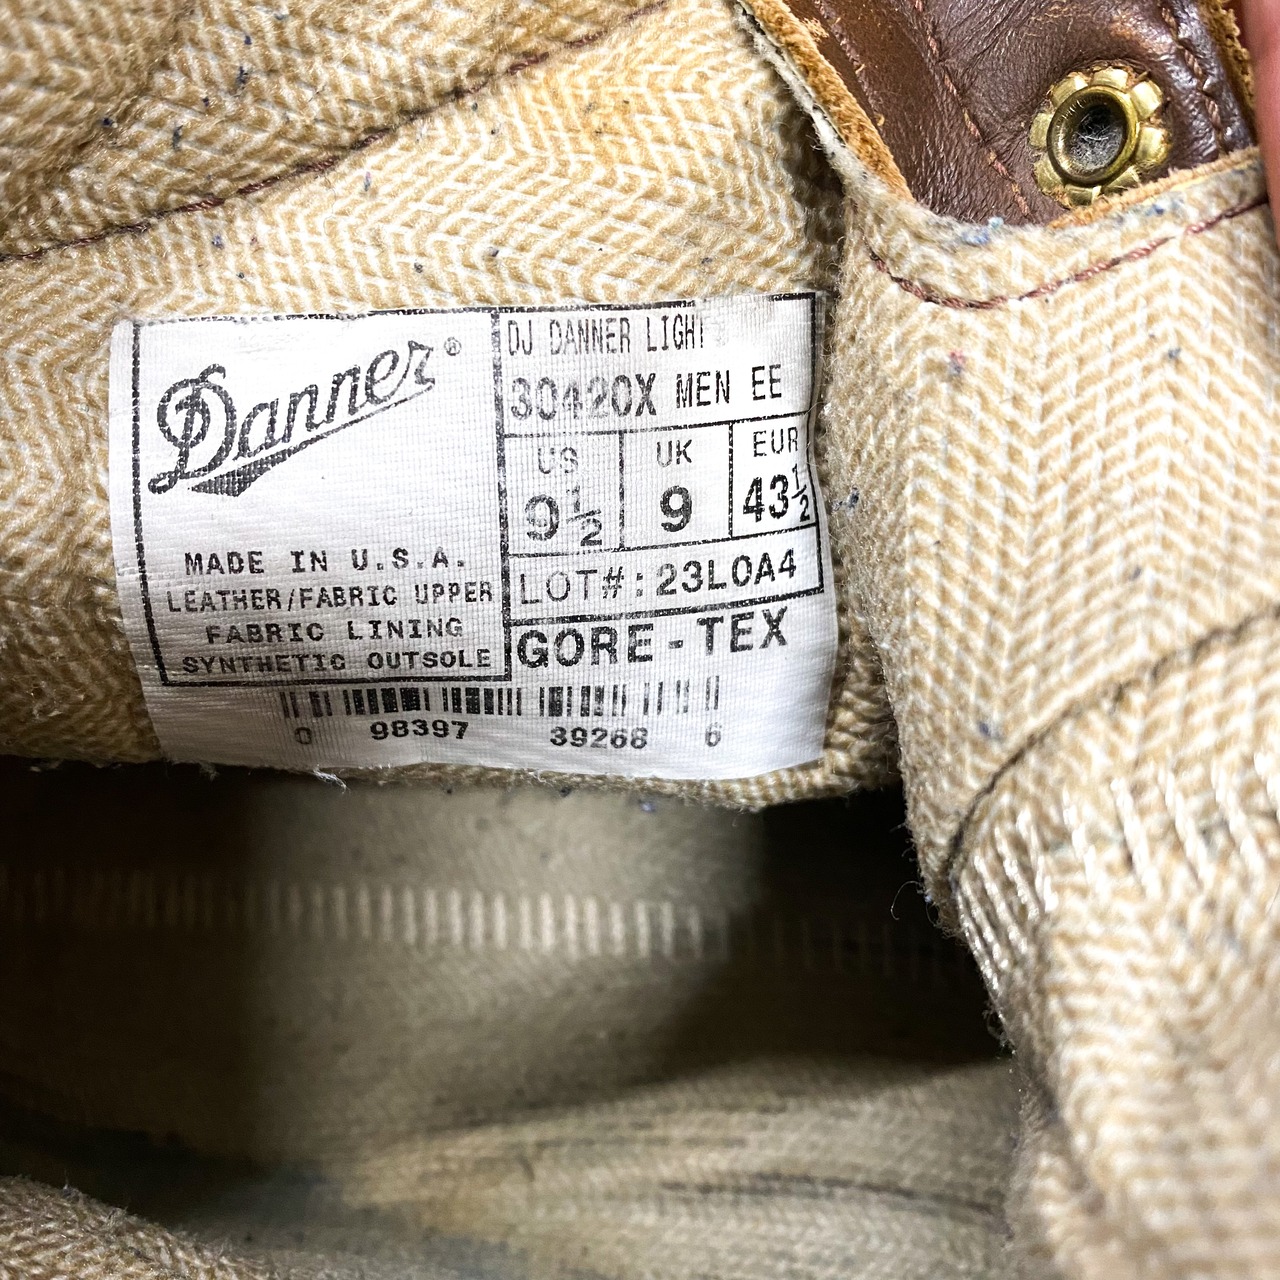 Danner®
MADE IN U.S.A.
LEATHER/FABRIC UPPER
FABRIC LINING
SYNTHETIC OUTSOLE
DJ DANNER LIGHT
30420X MEN EE
US UK EUR
9 1/2 9 43 1/2
LOT#:23LOA4
GORE-TEX
0 98397 39268 6